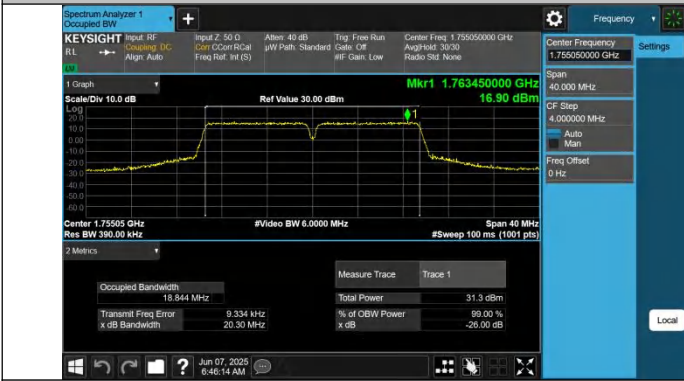 Spectrum Analyzer 1
Occupied BW
Frequency
KEYSIGHT
Input: RF
Input Z: 50 Ω
Atten: 40 dB
Trig: Free Run
Center Freq: 1.755050000 GHz
RL
Coupling: DC
Corr CCorr RCal
µW Path: Standard
Gate: Off
Avg|Hold: 30/30
Align: Auto
Freq Ref: Int (S)
#IF Gain: Low
Radio Std: None
Center Frequency
1.755050000 GHz
Settings
Span
40.000 MHz
CF Step
4.000000 MHz
Auto
Man
Freq Offset
0 Hz
Local
1 Graph
Mkr1 1.763450000 GHz
Scale/Div 10.0 dB
Ref Value 30.00 dBm
16.90 dBm
Log
20.0
10.0
0.00
-10.0
-20.0
-30.0
-40.0
-50.0
-60.0
1
Center 1.75505 GHz
#Video BW 6.0000 MHz
Span 40 MHz
Res BW 390.00 kHz
#Sweep 100 ms (1001 pts)
2 Metrics
Measure Trace
Trace 1
Occupied Bandwidth
18.844 MHz
Total Power
31.3 dBm
Transmit Freq Error
9.334 kHz
% of OBW Power
99.00 %
x dB Bandwidth
20.30 MHz
x dB
-26.00 dB
Jun 07, 2025
6:46:14 AM